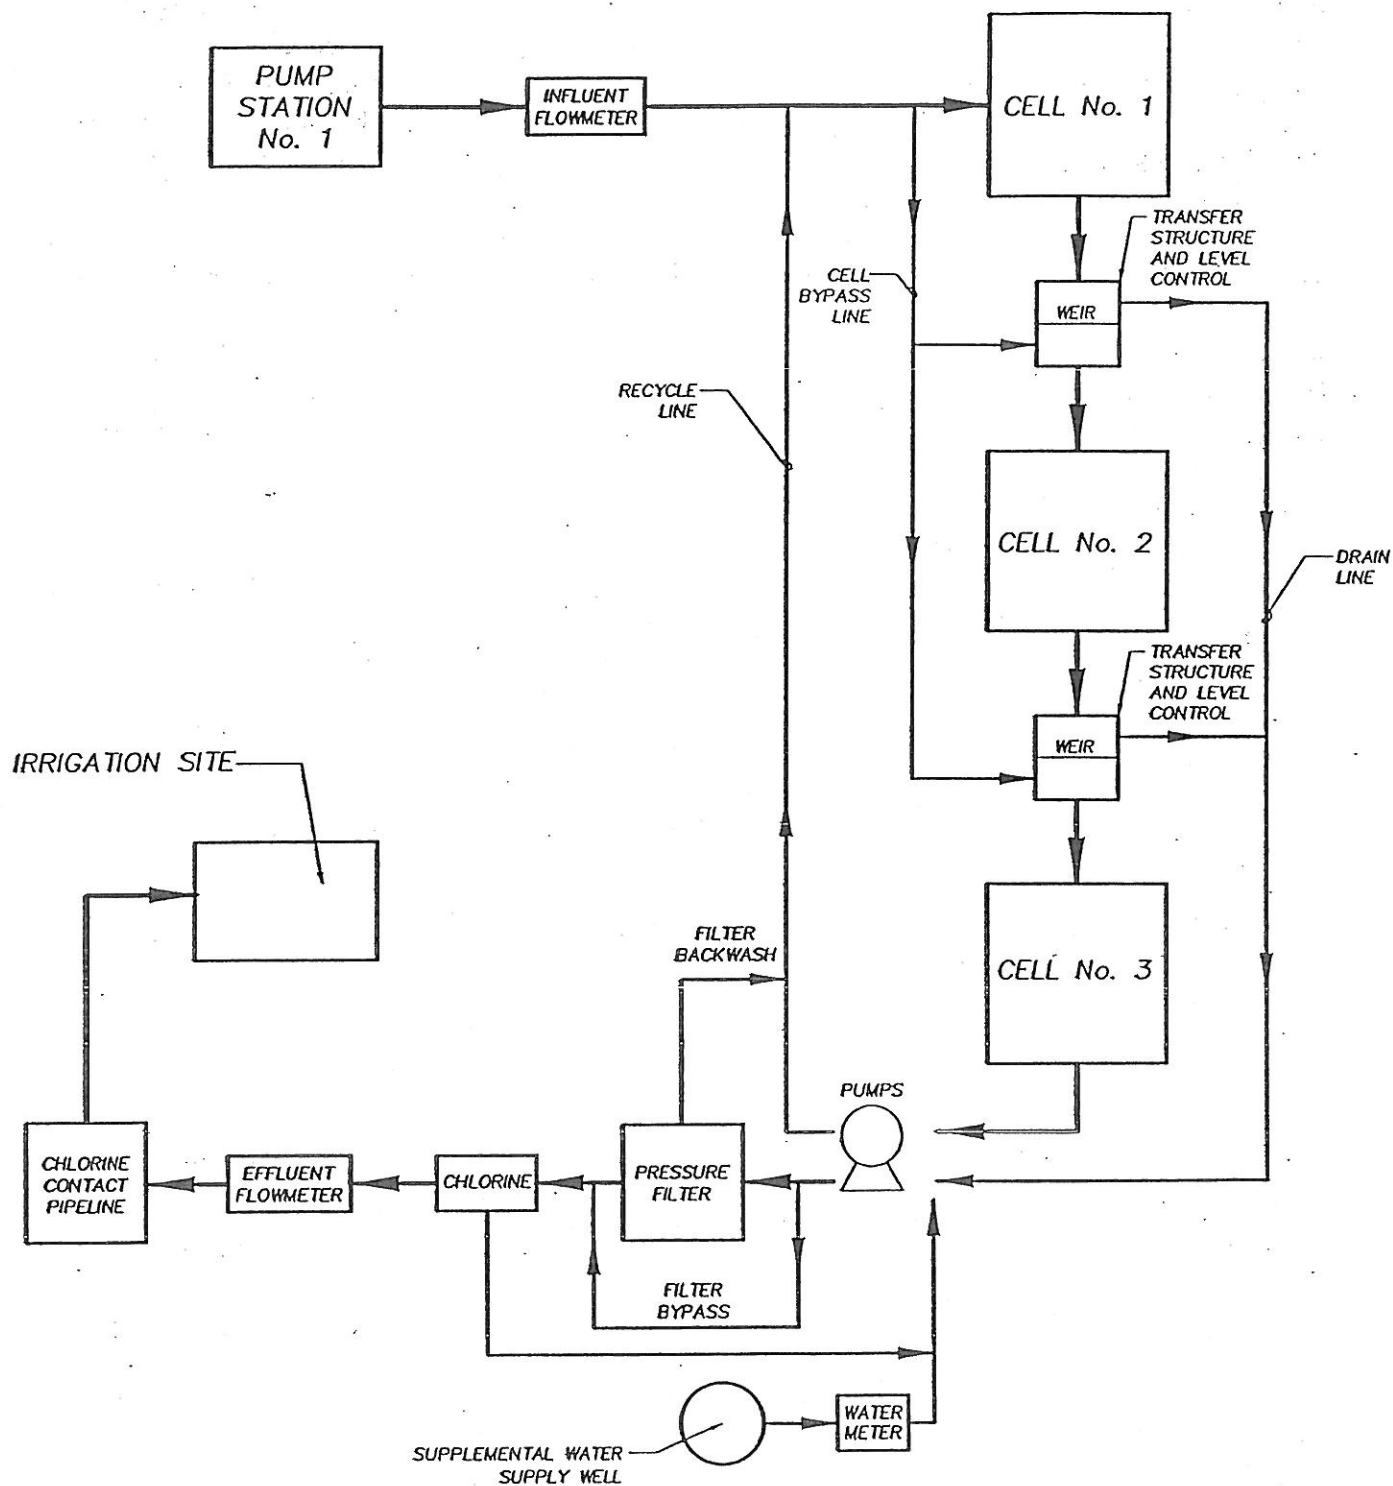 PUMP
STATION
No. 1
INFLUENT
FLOWMETER
CELL No. 1
TRANSFER
STRUCTURE
AND LEVEL
CONTROL
CELL
BYPASS
LINE
WEIR
RECYCLE
LINE
CELL No. 2
DRAIN
LINE
TRANSFER
STRUCTURE
AND LEVEL
CONTROL
WEIR
IRRIGATION SITE
FILTER
BACKWASH
CELL No. 3
PUMPS
CHLORINE
CONTACT
PIPELINE
EFFLUENT
FLOWMETER
CHLORINE
PRESSURE
FILTER
FILTER
BYPASS
WATER
METER
SUPPLEMENTAL WATER
SUPPLY WELL